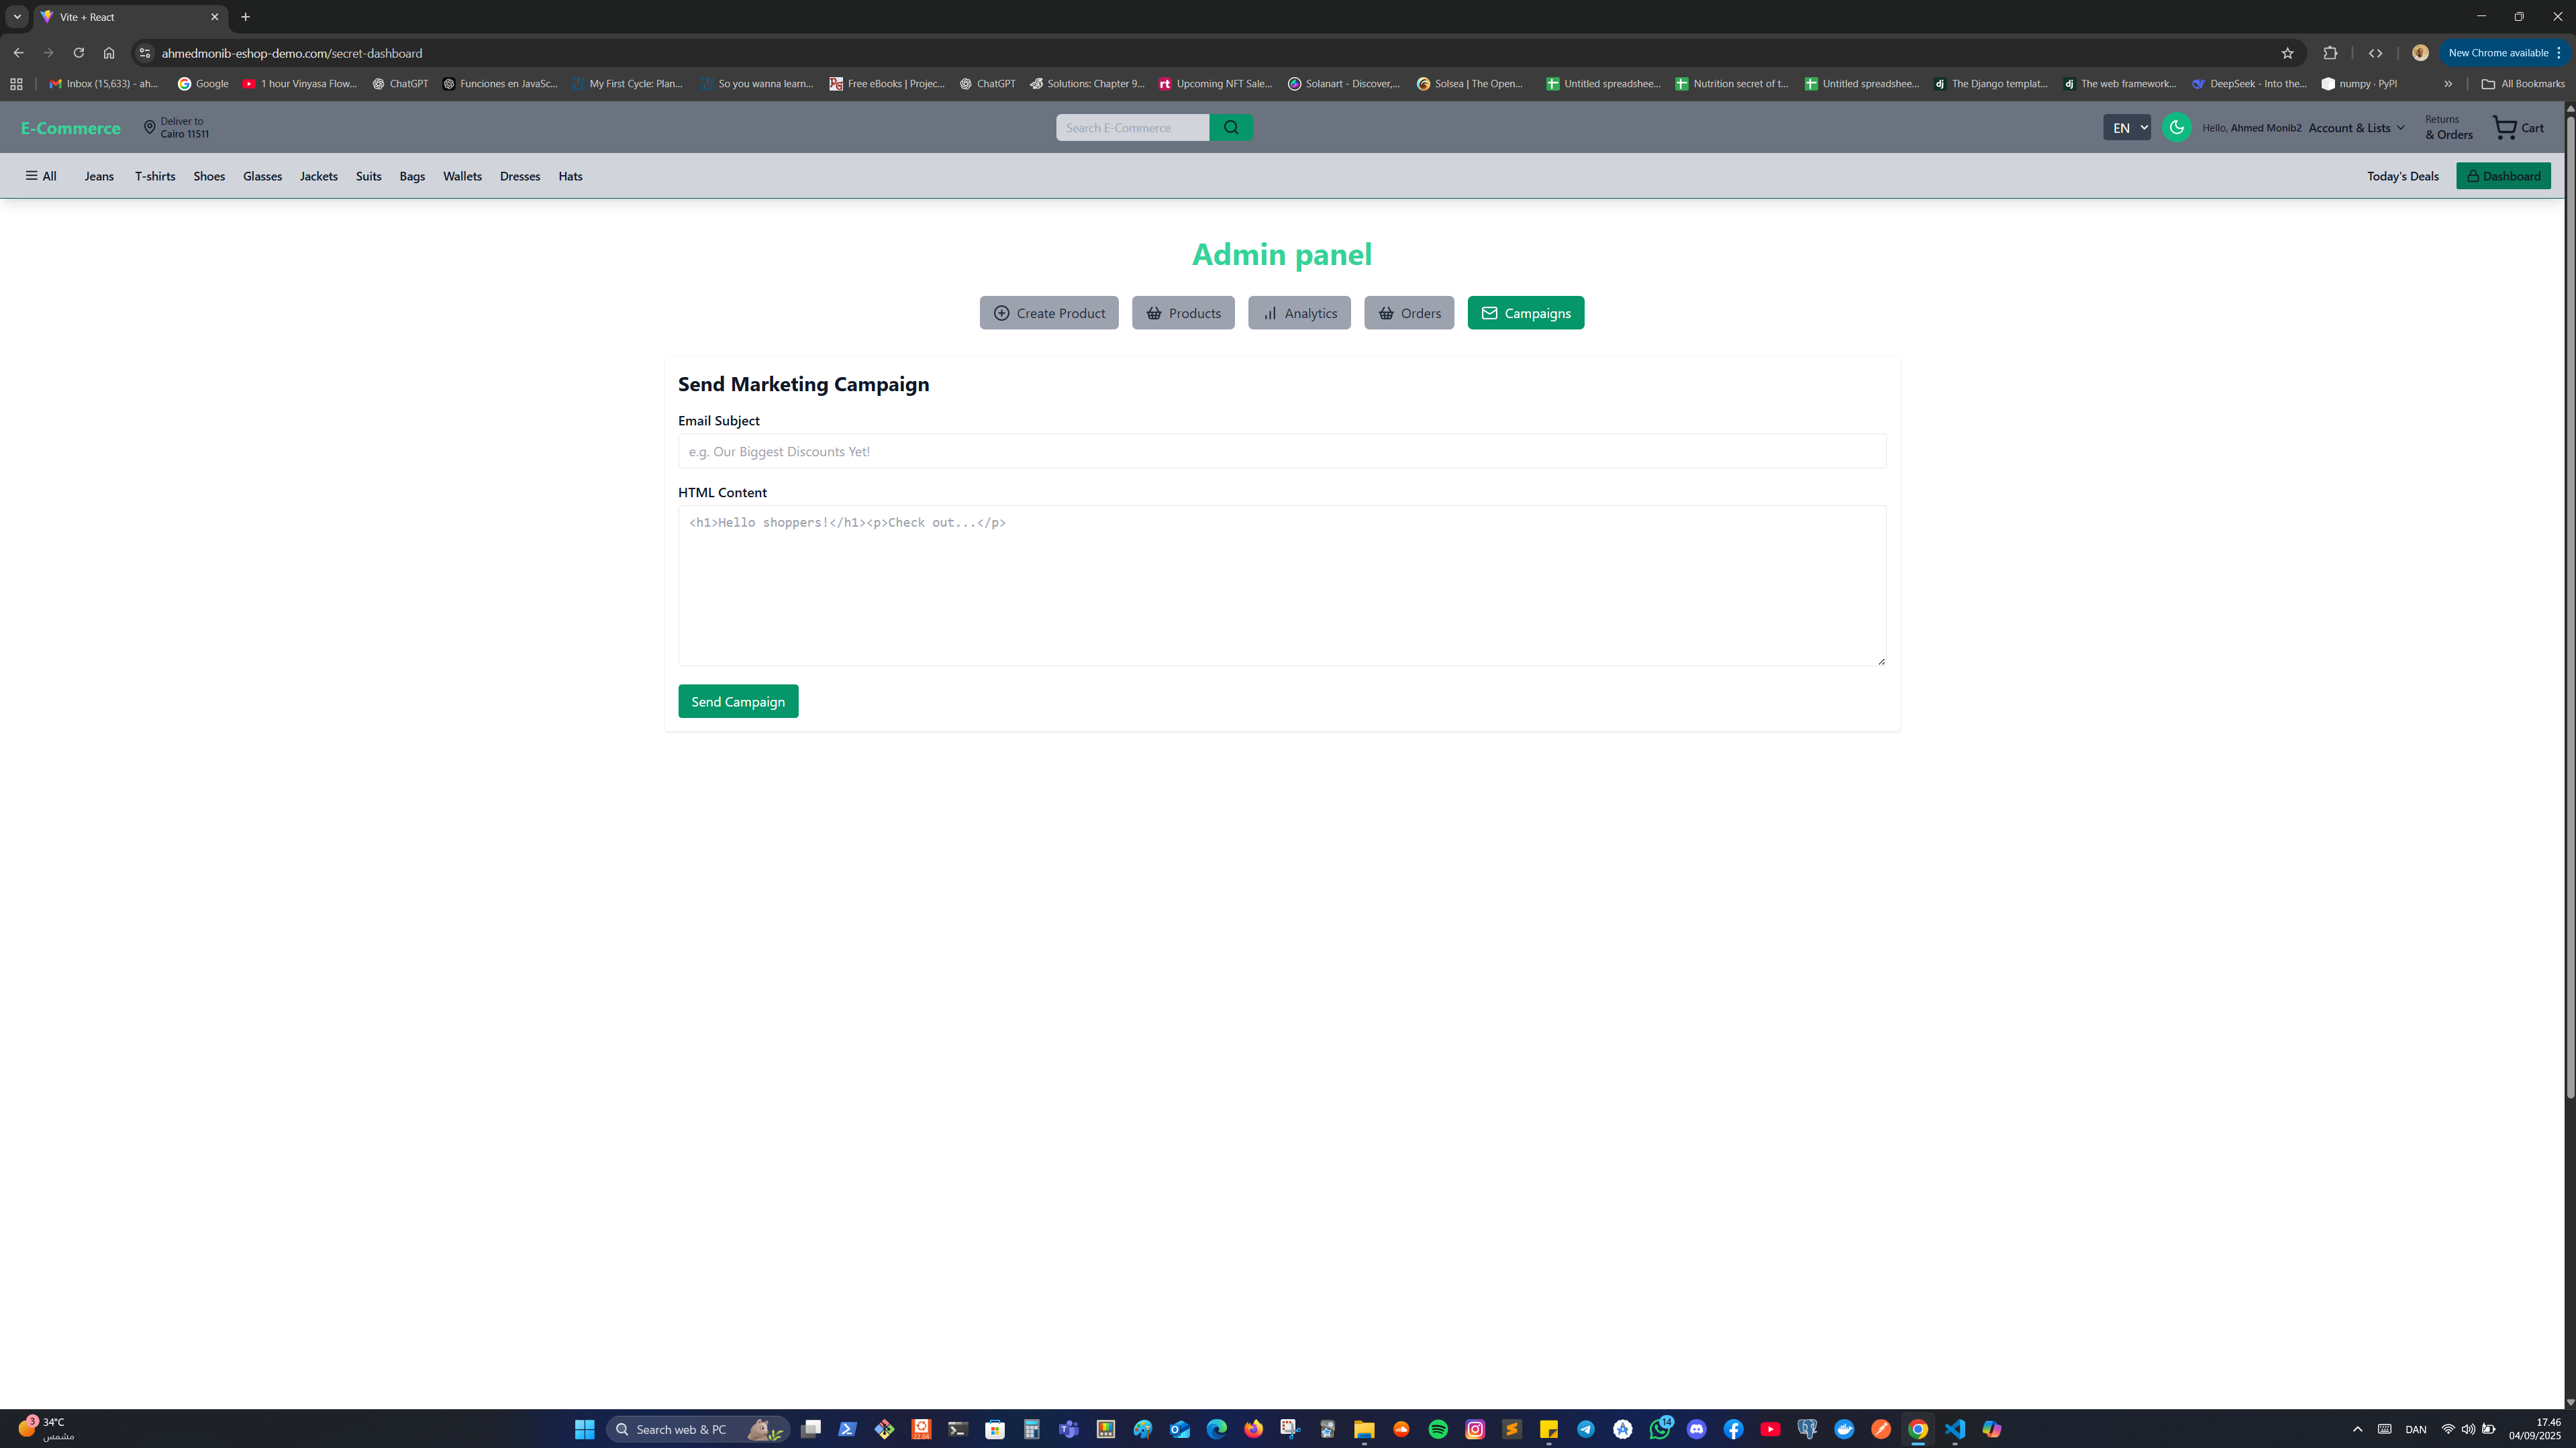 Vite + React
ahmedmonib-eshop-demo.com/secret-dashboard
New Chrome available
Inbox (15,633) - ah...
Google
1 hour Vinyasa Flow...
ChatGPT
Funciones en JavaSc...
My First Cycle: Plan...
So you wanna learn...
Free eBooks | Projec...
ChatGPT
Solutions: Chapter 9...
Upcoming NFT Sale...
Solanart - Discover,...
Solsea | The Open...
Untitled spreadshee...
Nutrition secret of t...
Untitled spreadshee...
The Django templat...
The web framework...
DeepSeek - Into the...
numpy · PyPI
All Bookmarks
E-Commerce
Deliver to
Cairo 11511
Search E-Commerce
EN
Hello, Ahmed Monib2
Account & Lists
Returns
& Orders
Cart
All
Jeans
T-shirts
Shoes
Glasses
Jackets
Suits
Bags
Wallets
Dresses
Hats
Today's Deals
Dashboard
Admin panel
Create Product
Products
Analytics
Orders
Campaigns
Send Marketing Campaign
Email Subject
e.g. Our Biggest Discounts Yet!
HTML Content
<h1>Hello shoppers!</h1><p>Check out...</p>
Send Campaign
3
34°C
مشمس
Search web & PC
22.04
14
DAN
17.46
04/09/2025